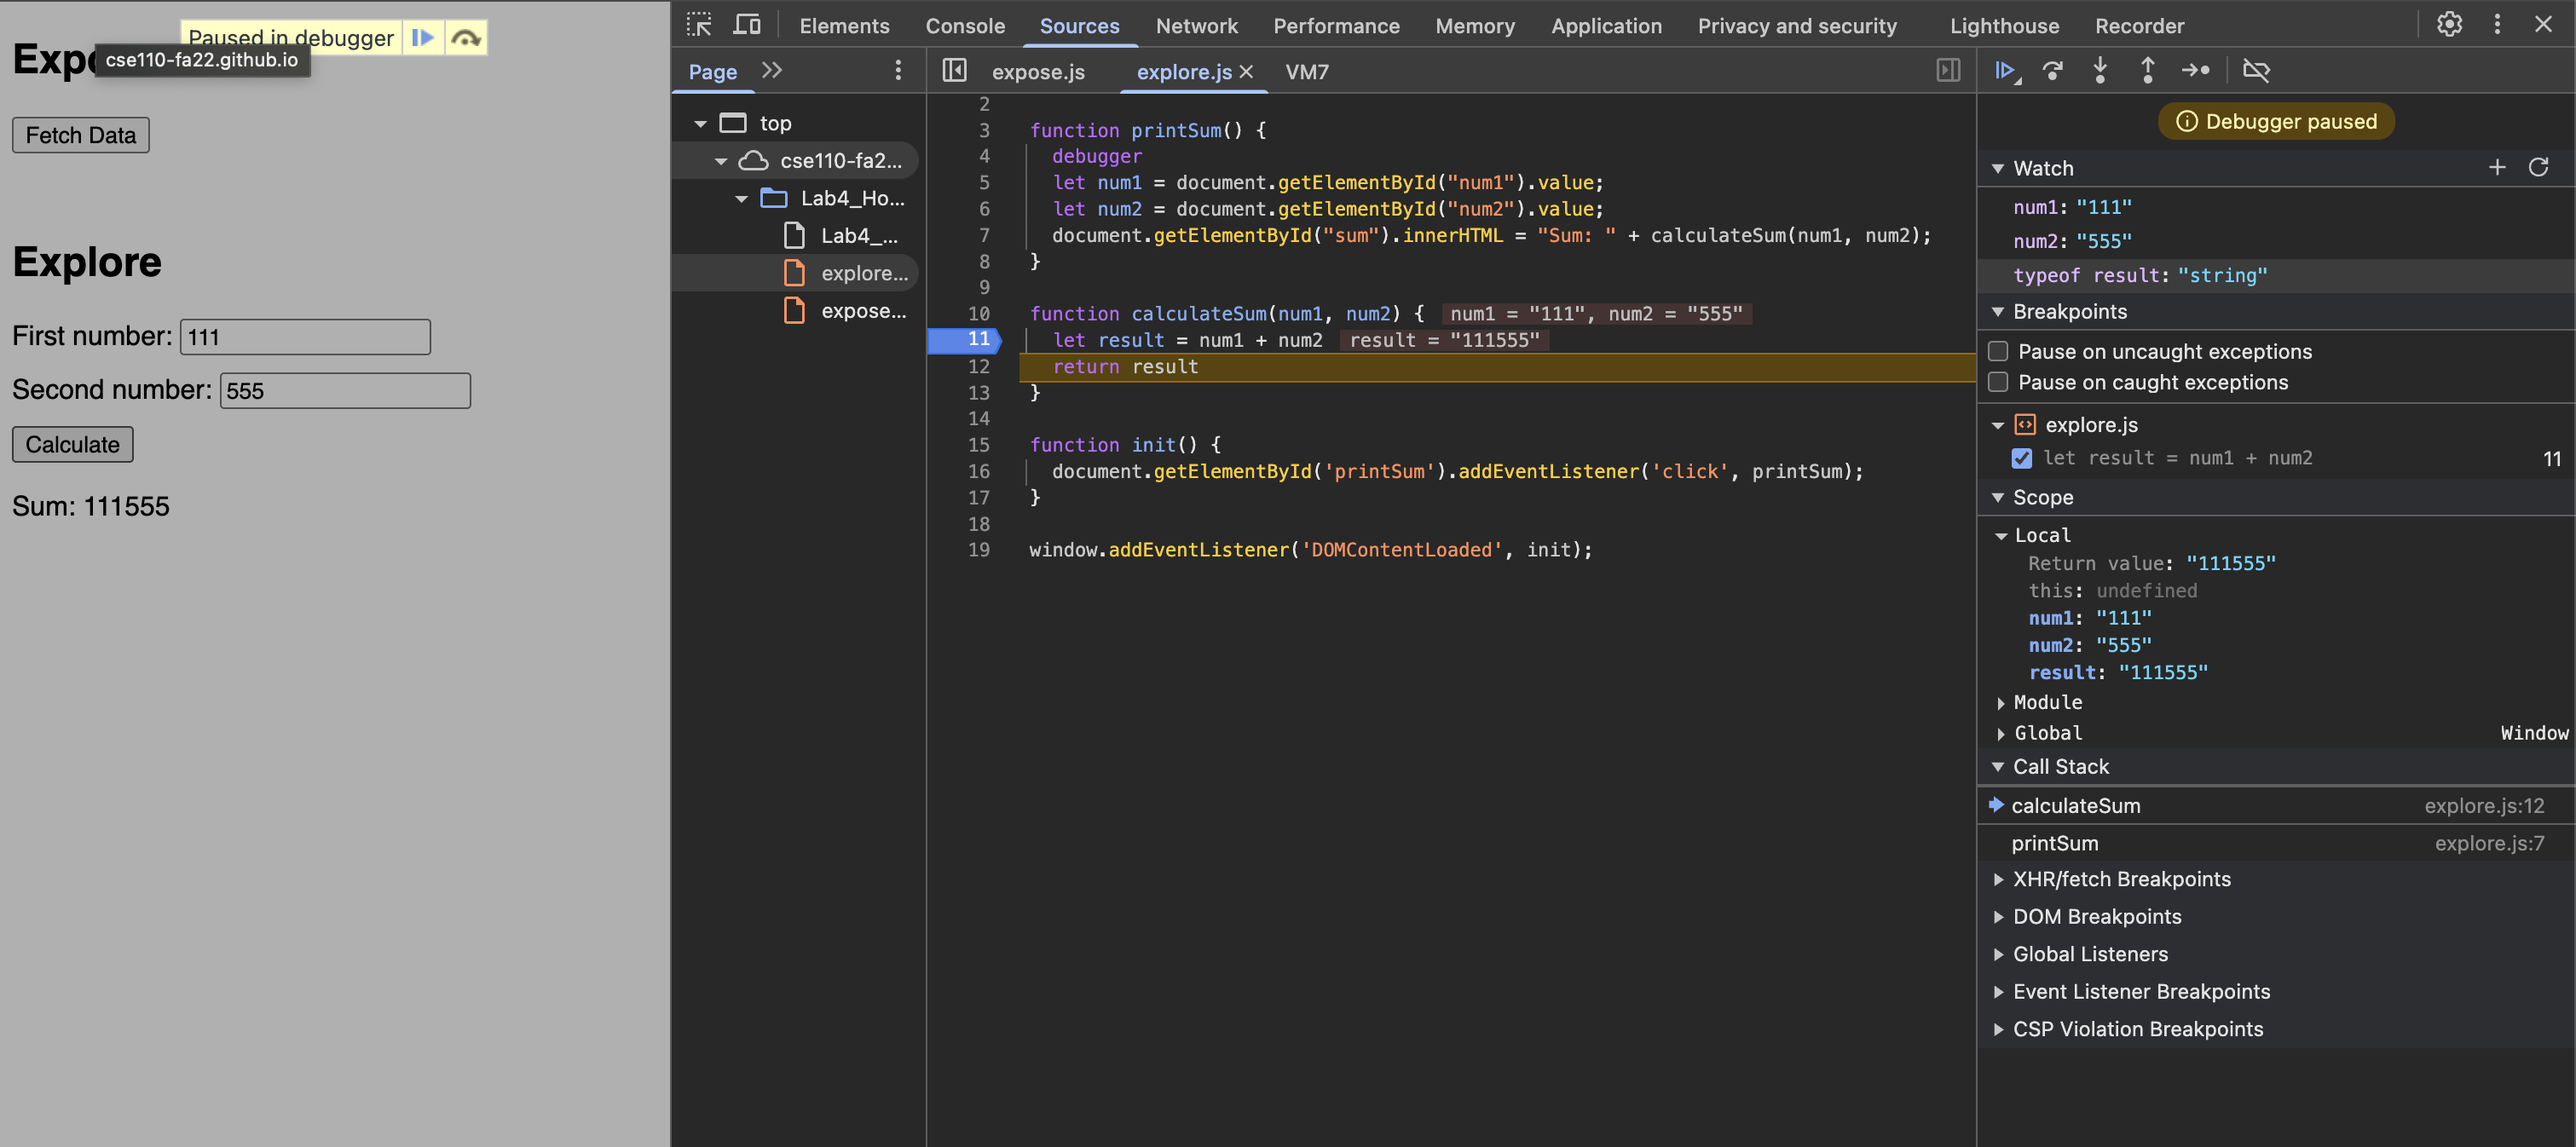 Paused in debugger
Expo
cse110-fa22.github.io
Fetch Data
Explore
First number: 111
Second number: 555
Calculate
Sum: 111555
Elements Console Sources Network Performance Memory Application Privacy and security Lighthouse Recorder
Page
expose.js explore.js VM7
top
cse110-fa2...
Lab4_Ho...
Lab4_...
explore...
expose...
2
3 function printSum() {
4 debugger
5 let num1 = document.getElementById("num1").value;
6 let num2 = document.getElementById("num2").value;
7 document.getElementById("sum").innerHTML = "Sum: " + calculateSum(num1, num2);
8 }
9
10 function calculateSum(num1, num2) { num1 = "111", num2 = "555"
11 let result = num1 + num2 result = "111555"
12 return result
13 }
14
15 function init() {
16 document.getElementById('printSum').addEventListener('click', printSum);
17 }
18
19 window.addEventListener('DOMContentLoaded', init);
Debugger paused
Watch
num1: "111"
num2: "555"
typeof result: "string"
Breakpoints
Pause on uncaught exceptions
Pause on caught exceptions
explore.js
let result = num1 + num2 11
Scope
Local
Return value: "111555"
this: undefined
num1: "111"
num2: "555"
result: "111555"
Module
Global Window
Call Stack
calculateSum explore.js:12
printSum explore.js:7
XHR/fetch Breakpoints
DOM Breakpoints
Global Listeners
Event Listener Breakpoints
CSP Violation Breakpoints